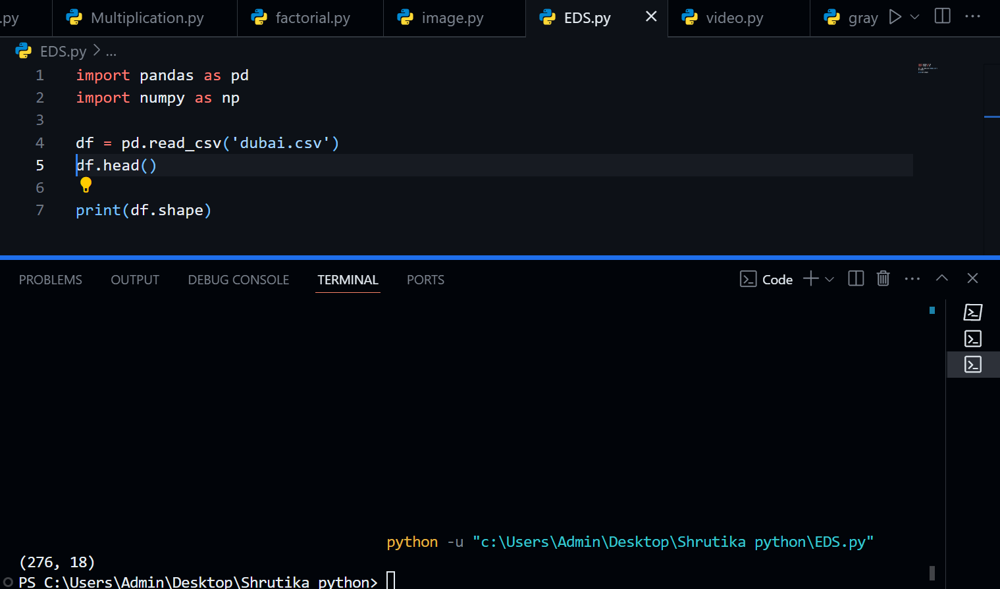 .py Multiplication.py factorial.py image.py EDS.py video.py gray
EDS.py > ...
1 import pandas as pd
2 import numpy as np
3
4 df = pd.read_csv('dubai.csv')
5 df.head()
6
7 print(df.shape)
PROBLEMS OUTPUT DEBUG CONSOLE TERMINAL PORTS Code
python -u "c:\Users\Admin\Desktop\Shrutika python\EDS.py"
(276, 18)
PS C:\Users\Admin\Desktop\Shrutika python>